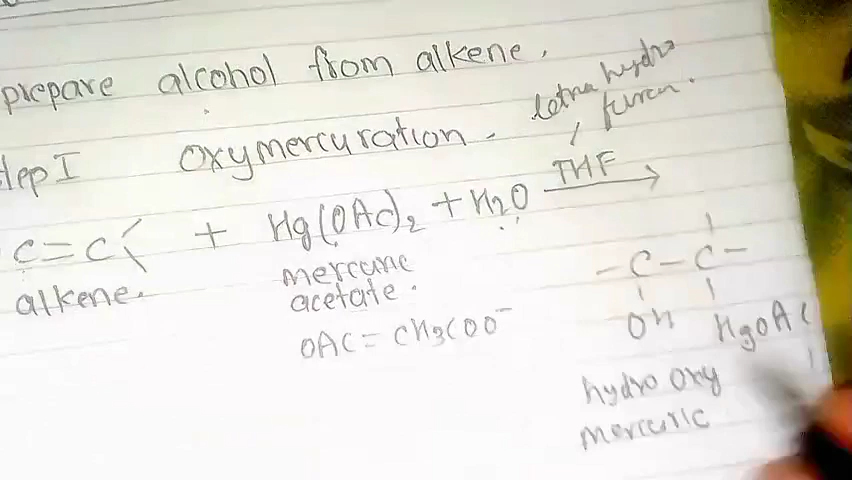 prepare alcohol from alkene.
tetra hydro
furan.
Step I oxymercuration.
THF
C=C + Hg(OAc)2 + H2O
alkene.
mercuric
acetate.
OAC = CH3COO-
-C-C-
OH HgOAC
hydro oxy
mercuric